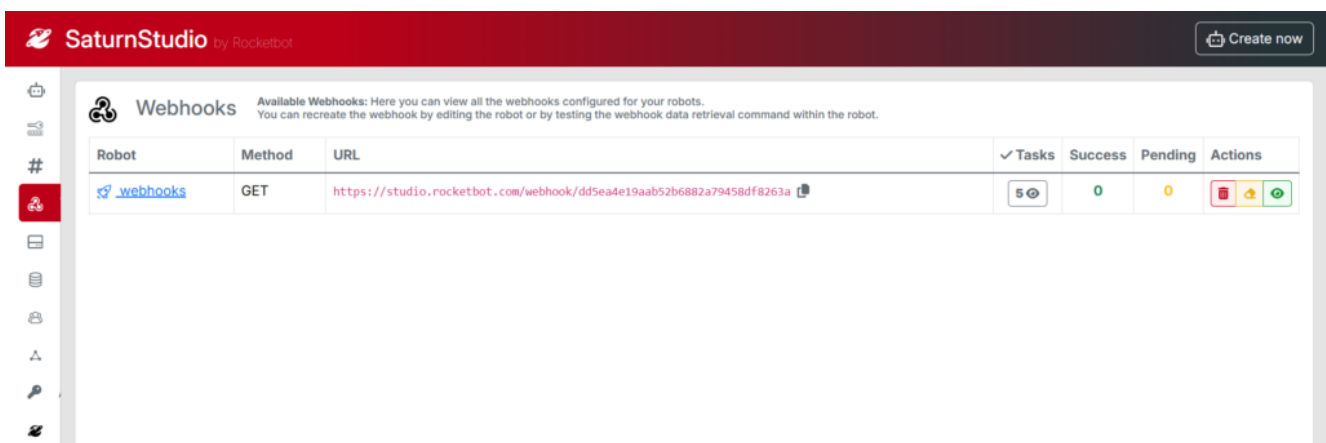 SaturnStudio by Rocketbot
Create now
Webhooks
Available Webhooks: Here you can view all the webhooks configured for your robots.
You can recreate the webhook by editing the robot or by testing the webhook data retrieval command within the robot.
Robot Method URL Tasks Success Pending Actions
webhooks GET https://studio.rocketbot.com/webhook/dd5ea4e19aab52b6882a79458df8263a 5 0 0